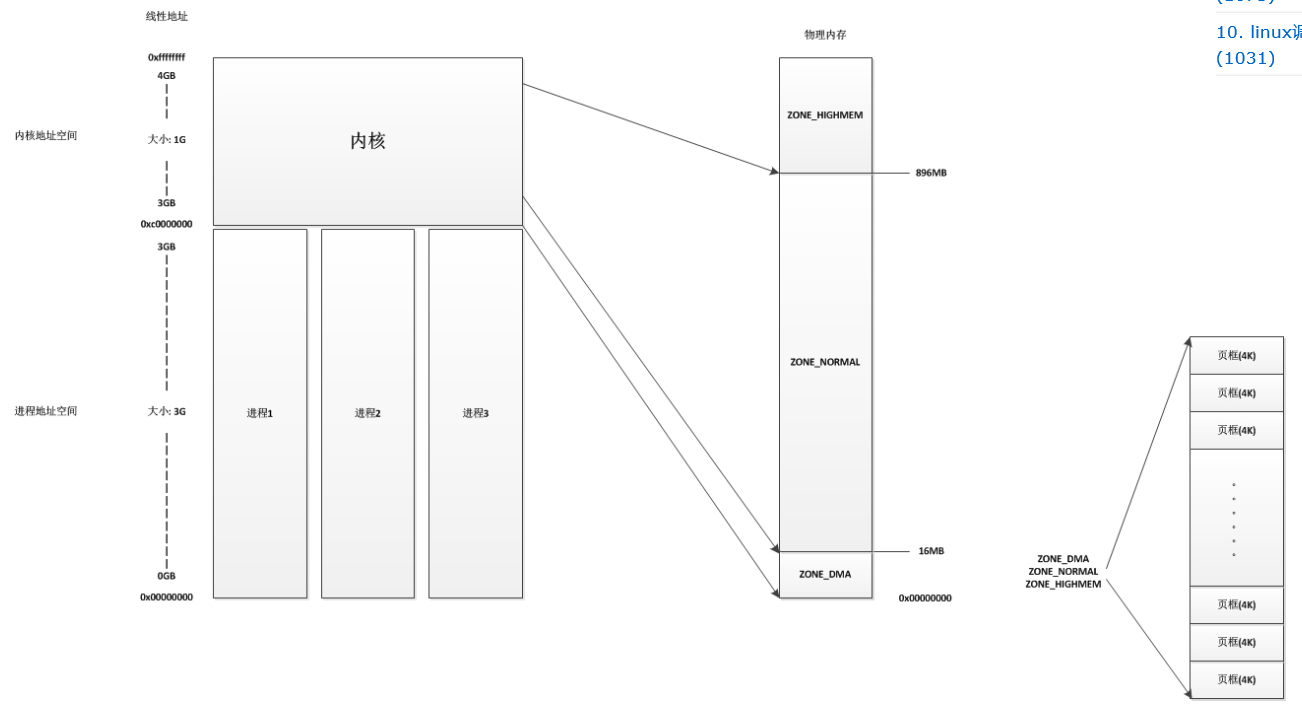 线性地址
0xffffffff
4GB
大小: 1G
3GB
0xc0000000
3GB
大小: 3G
0GB
0x00000000
内核地址空间
进程地址空间
内核
进程1
进程2
进程3
物理内存
ZONE_HIGHMEM
896MB
ZONE_NORMAL
16MB
ZONE_DMA
0x00000000
ZONE_DMA
ZONE_NORMAL
ZONE_HIGHMEM
页框(4K)
页框(4K)
页框(4K)
页框(4K)
页框(4K)
页框(4K)
10. linux
(1031)